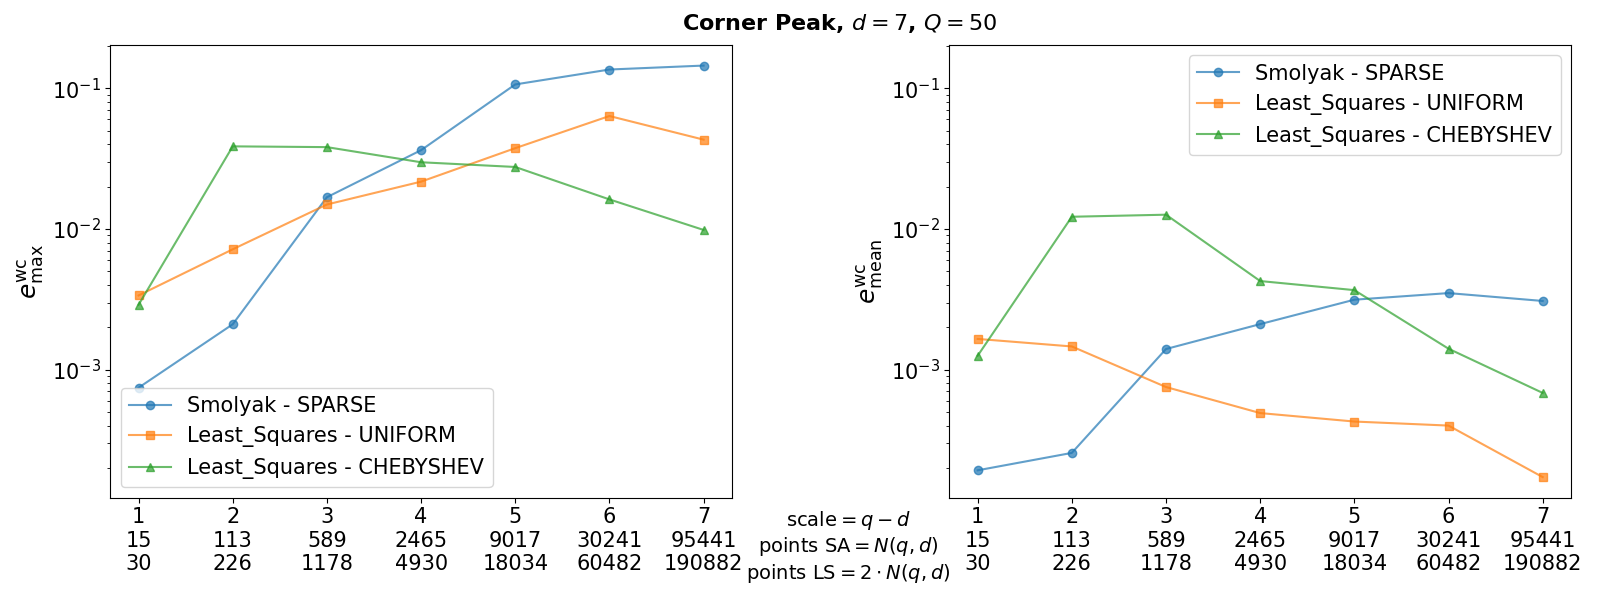 Corner Peak, d = 7, Q = 50
e^wc_max
10^-1
10^-2
10^-3
Smolyak - SPARSE
Least_Squares - UNIFORM
Least_Squares - CHEBYSHEV
1 2 3 4 5 6 7
15 113 589 2465 9017 30241 95441
30 226 1178 4930 18034 60482 190882
scale = q − d
points SA = N(q, d)
points LS = 2 · N(q, d)
e^wc_mean
10^-1
10^-2
10^-3
Smolyak - SPARSE
Least_Squares - UNIFORM
Least_Squares - CHEBYSHEV
1 2 3 4 5 6 7
15 113 589 2465 9017 30241 95441
30 226 1178 4930 18034 60482 190882